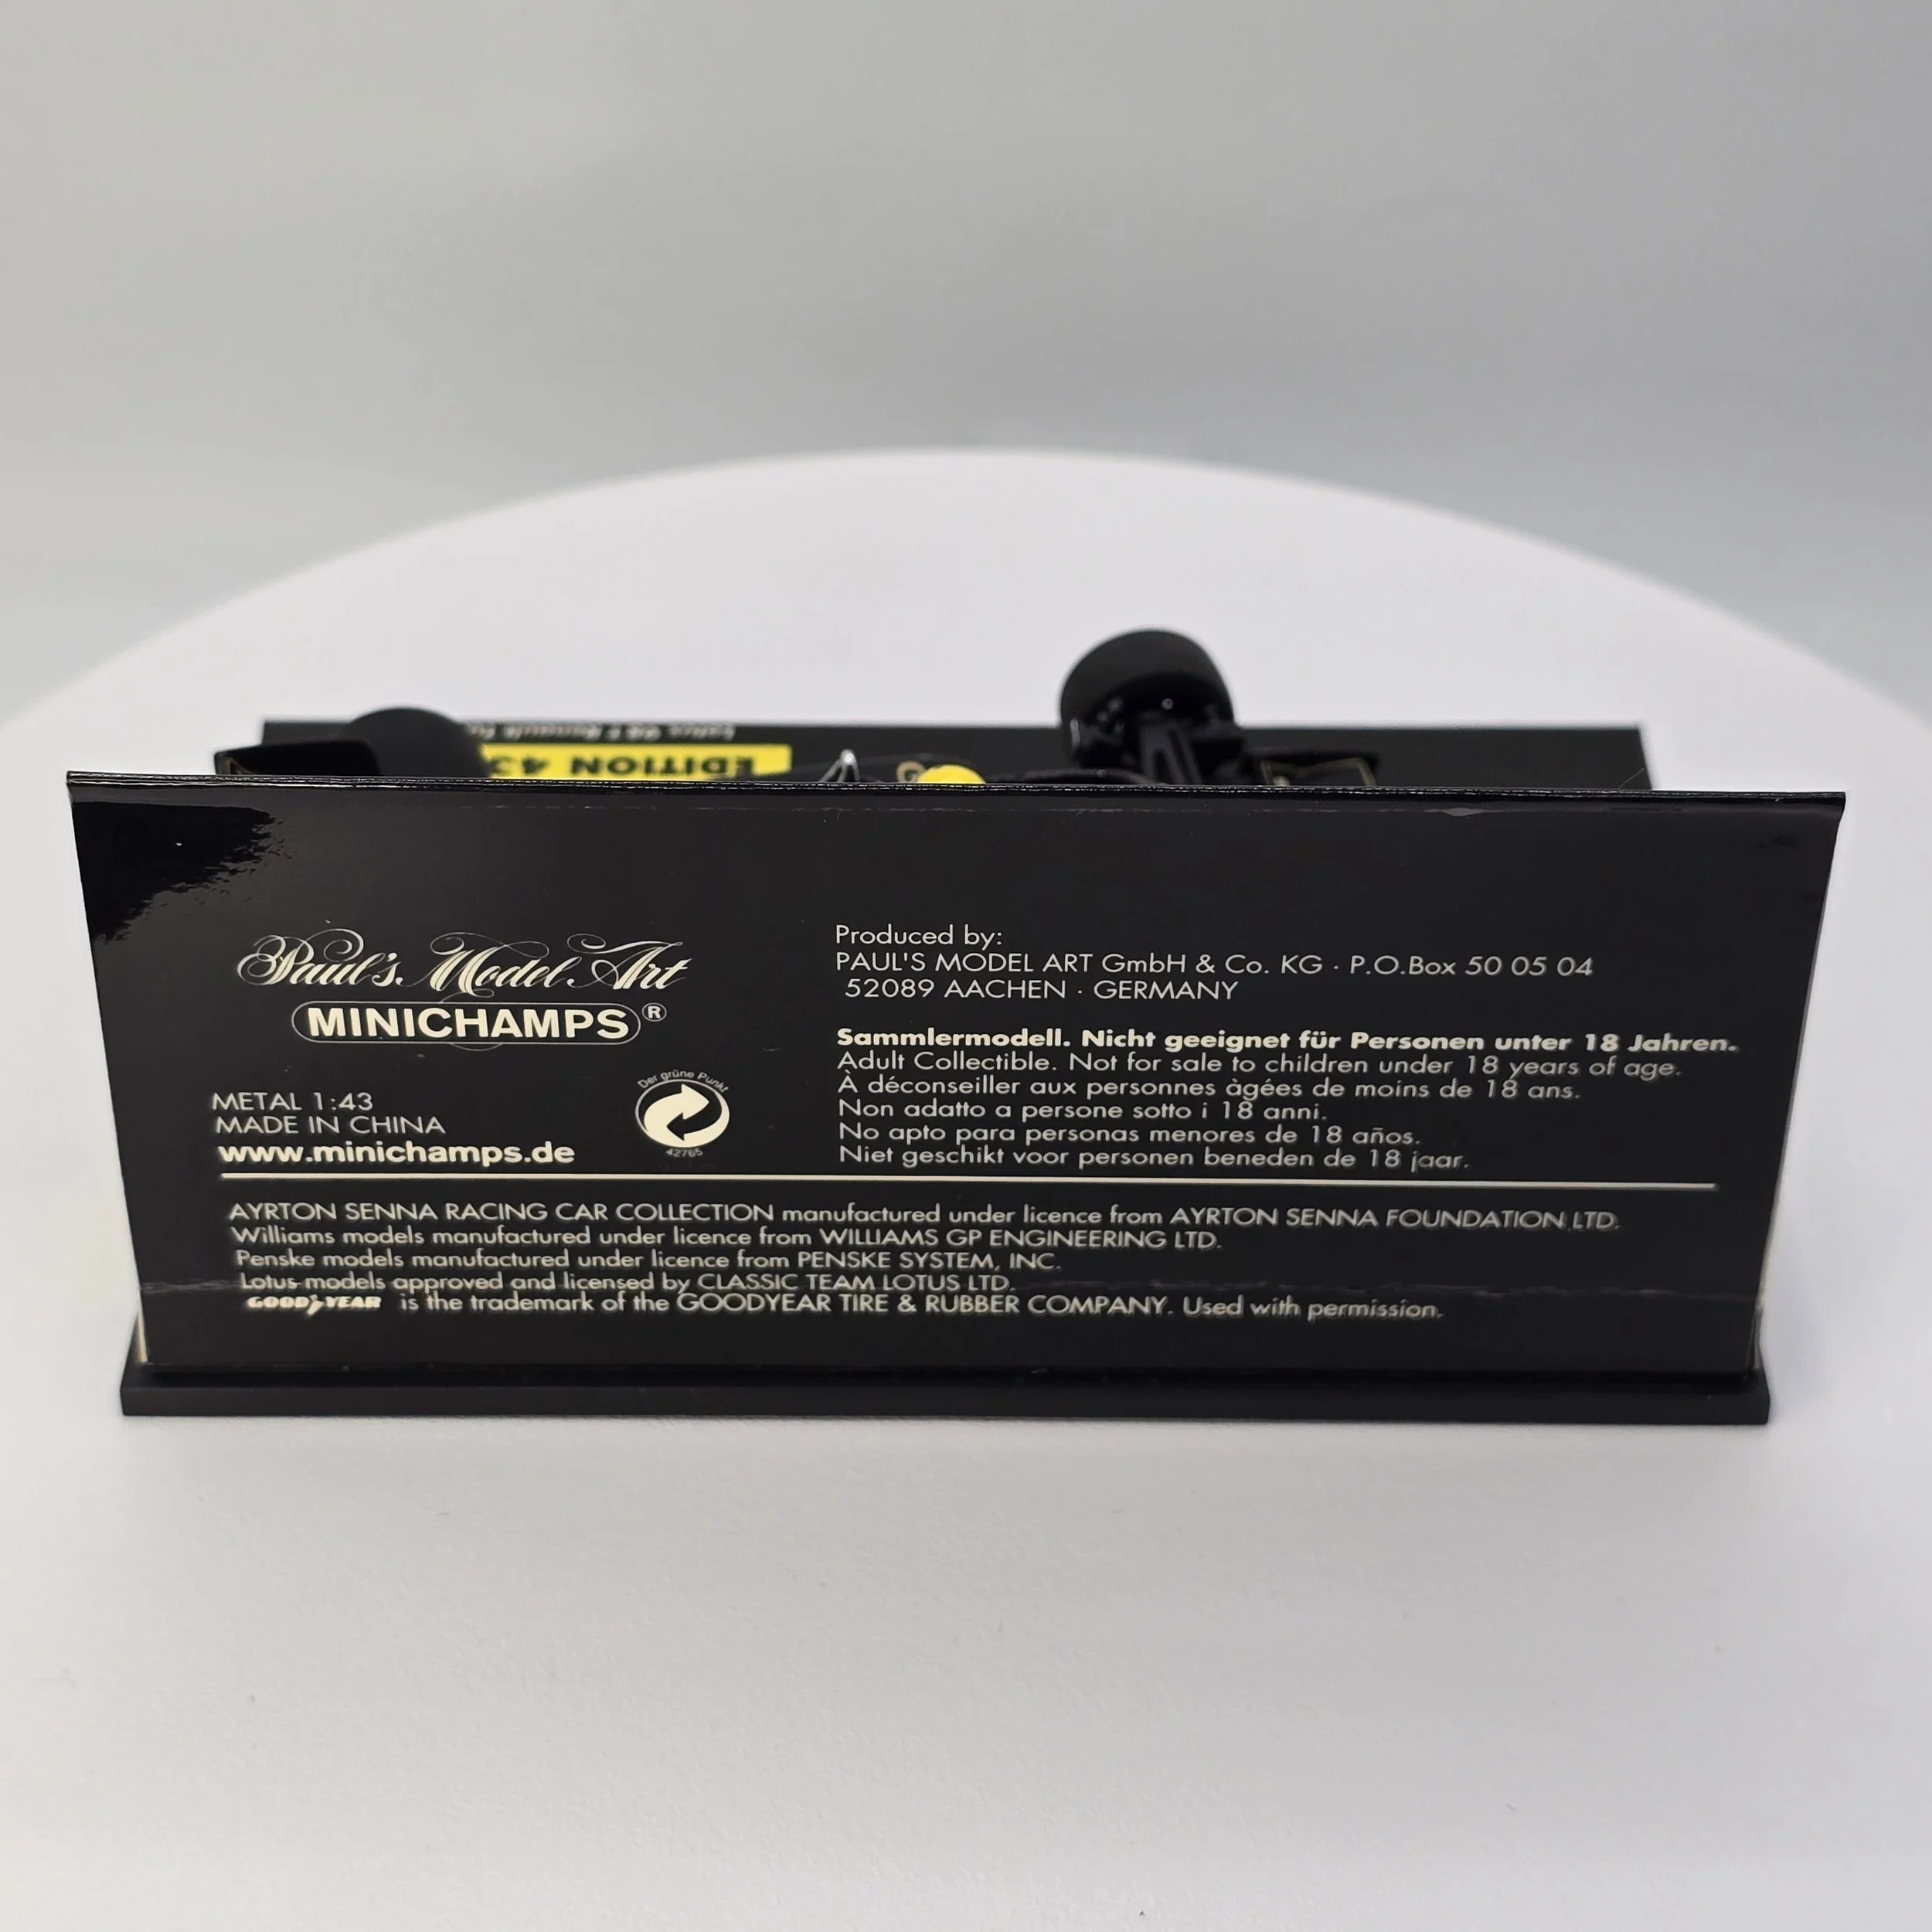 EDITION 43
Paul's Model Art
MINICHAMPS®
METAL 1:43
MADE IN CHINA
www.minichamps.de
Der grüne Punkt
42765
Produced by:
PAUL'S MODEL ART GmbH & Co. KG · P.O.Box 50 05 04
52089 AACHEN · GERMANY
Sammlermodell. Nicht geeignet für Personen unter 18 Jahren.
Adult Collectible. Not for sale to children under 18 years of age.
À déconseiller aux personnes àgées de moins de 18 ans.
Non adatto a persone sotto i 18 anni.
No apto para personas menores de 18 años.
Niet geschikt voor personen beneden de 18 jaar.
AYRTON SENNA RACING CAR COLLECTION manufactured under licence from AYRTON SENNA FOUNDATION LTD.
Williams models manufactured under licence from WILLIAMS GP ENGINEERING LTD.
Penske models manufactured under licence from PENSKE SYSTEM, INC.
Lotus models approved and licensed by CLASSIC TEAM LOTUS LTD.
GOODYEAR is the trademark of the GOODYEAR TIRE & RUBBER COMPANY. Used with permission.